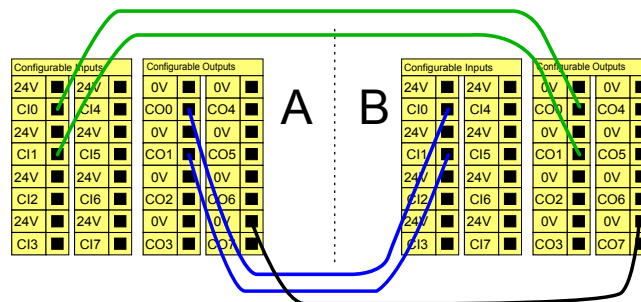 Configurable Inputs Configurable Outputs A B Configurable Inputs Configurable Outputs
24V 24V 0V 0V 24V 24V 0V 0V
CI0 CI4 CO0 CO4 CI0 CI4 CO0 CO4
24V 24V 0V 0V 24V 24V 0V 0V
CI1 CI5 CO1 CO5 CI1 CI5 CO1 CO5
24V 24V 0V 0V 24V 24V 0V 0V
CI2 CI6 CO2 CO6 CI2 CI6 CO2 CO6
24V 24V 0V 0V 24V 24V 0V 0V
CI3 CI7 CO3 CO7 CI3 CI7 CO3 CO7